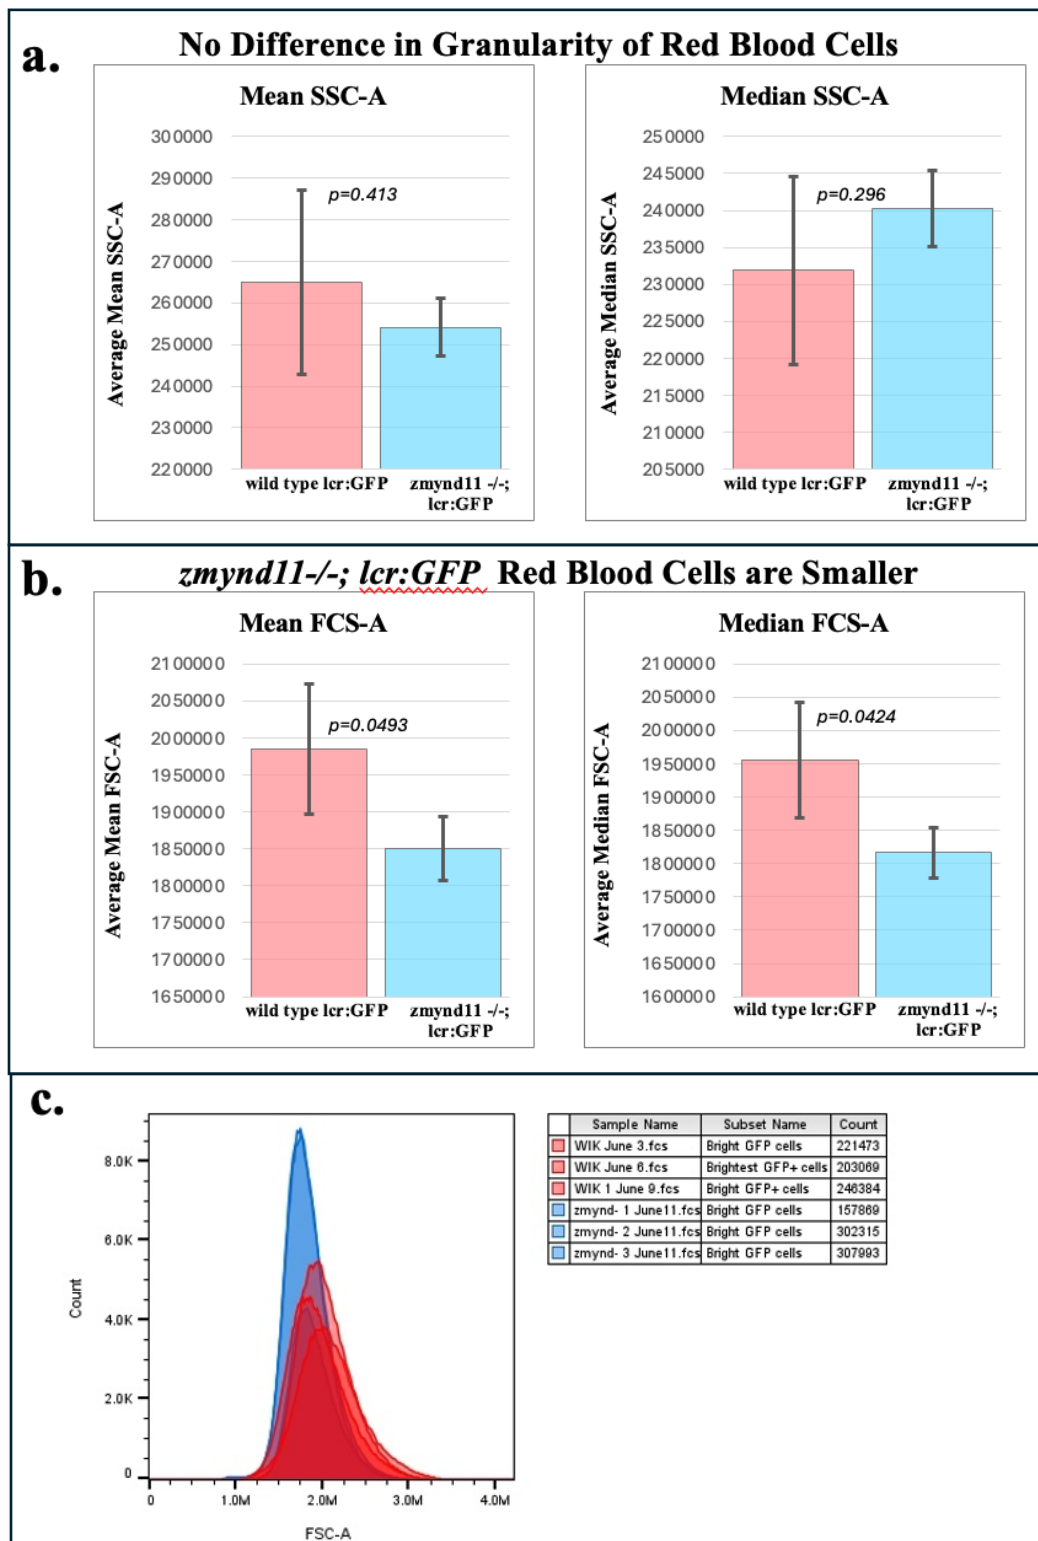 a.
No Difference in Granularity of Red Blood Cells
Mean SSC-A
Average Mean SSC-A
300000
290000
280000
270000
260000
250000
240000
230000
220000
p=0.413
wild type lcr:GFP
zmynd11 -/-;
lcr:GFP
Median SSC-A
Average Median SSC-A
250000
245000
240000
235000
230000
225000
220000
215000
210000
205000
p=0.296
wild type lcr:GFP
zmynd11 -/-;
lcr:GFP
b.
zmynd11-/-; lcr:GFP Red Blood Cells are Smaller
Mean FCS-A
Average Mean FSC-A
2100000
2050000
2000000
1950000
1900000
1850000
1800000
1750000
1700000
1650000
p=0.0493
wild type lcr:GFP
zmynd11 -/-;
lcr:GFP
Median FCS-A
Average Median FSC-A
2100000
2050000
2000000
1950000
1900000
1850000
1800000
1750000
1700000
1650000
1600000
p=0.0424
wild type lcr:GFP
zmynd11 -/-;
lcr:GFP
c.
Count
8.0K
6.0K
4.0K
2.0K
0
0 1.0M 2.0M 3.0M 4.0M
FSC-A
Sample Name Subset Name Count
WIK June 3.fcs Bright GFP cells 221473
WIK June 6.fcs Brightest GFP+ cells 203069
WIK 1 June 9.fcs Bright GFP+ cells 246384
zmynd- 1 June11.fcs Bright GFP cells 157869
zmynd- 2 June11.fcs Bright GFP cells 302315
zmynd- 3 June11.fcs Bright GFP cells 307993